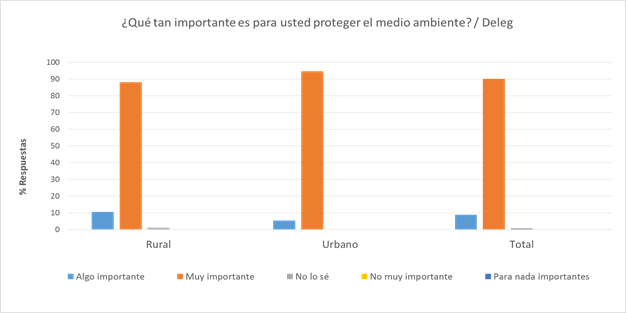 ¿Qué tan importante es para usted proteger el medio ambiente? / Deleg
100
90
80
70
60
50
40
30
20
10
0
% Respuestas
Rural Urbano Total
Algo importante Muy importante No lo sé No muy importante Para nada importantes